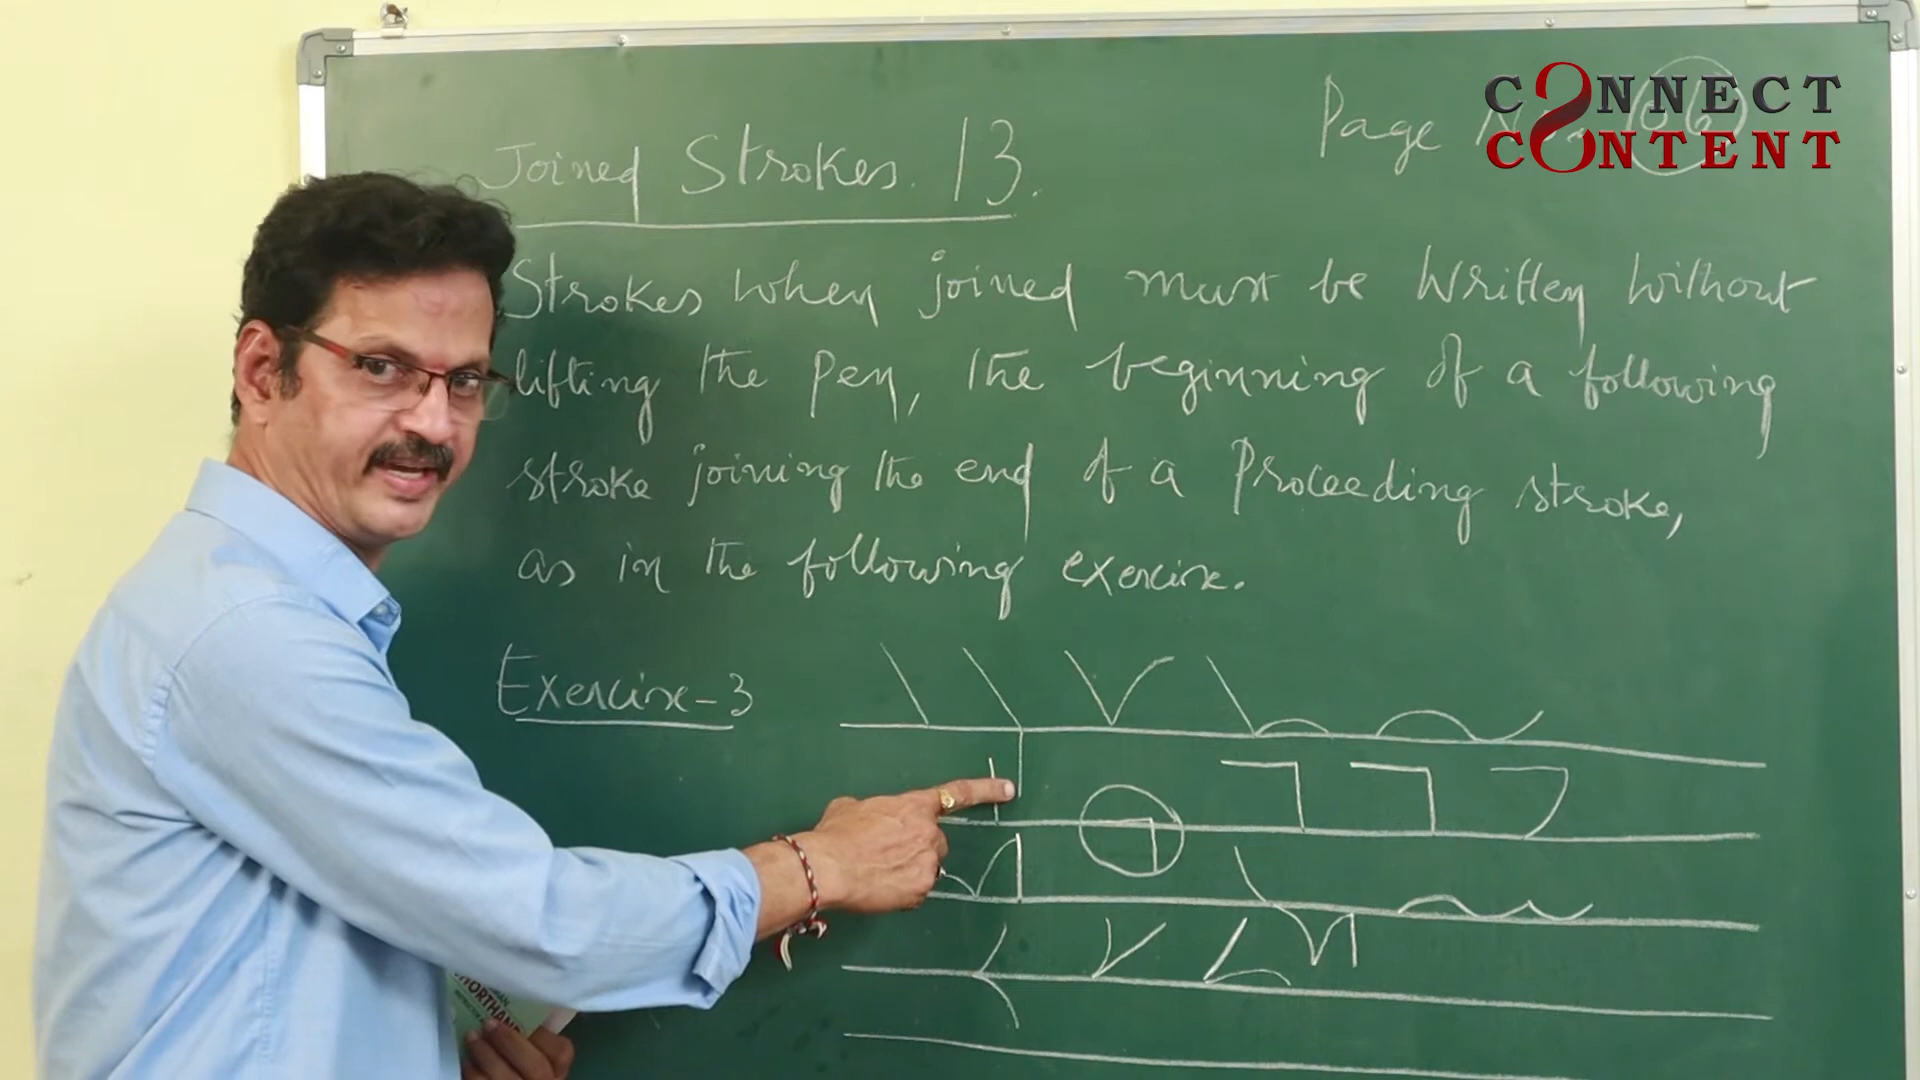 CONNECT
CONTENT
Page No 
Joined Strokes. 13.
Strokes when joined must be written without
lifting the pen, the beginning of a following
stroke joining the end of a Proceeding stroke,
as in the following exercise.
Exercise-3
SHORTHAND